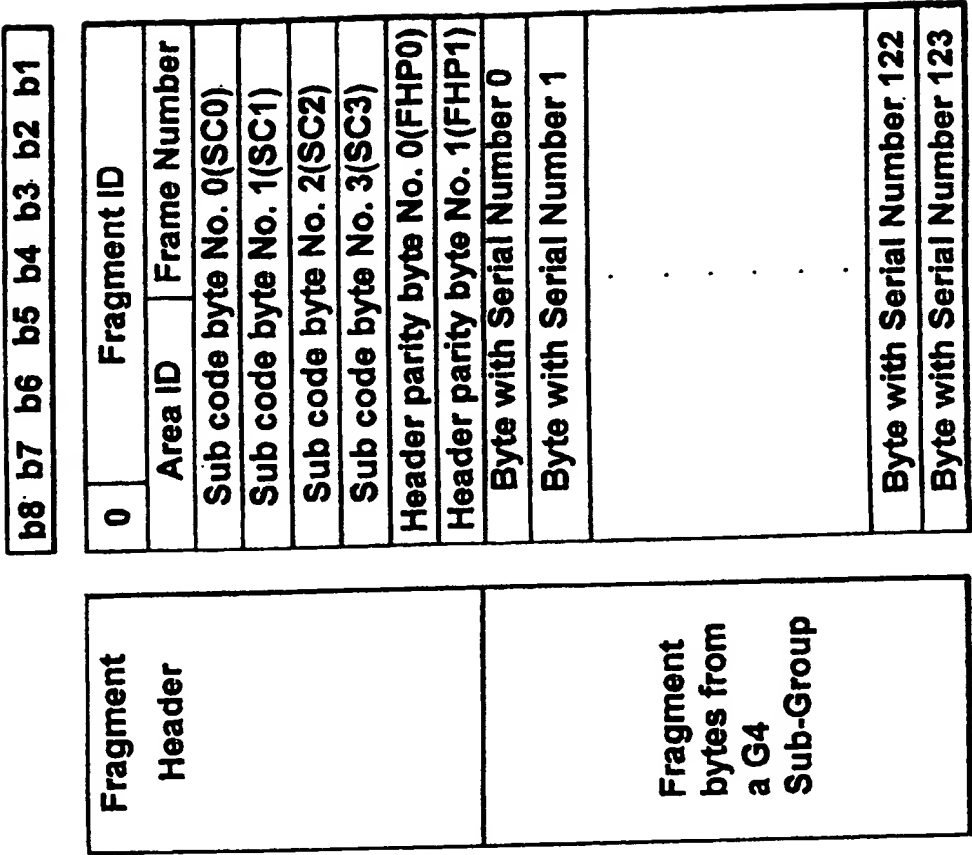 b8 b7 b6 b5 b4 b3 b2 b1
Fragment
Header
0 Fragment ID
Area ID Frame Number
Sub code byte No. 0(SC0)
Sub code byte No. 1(SC1)
Sub code byte No. 2(SC2)
Sub code byte No. 3(SC3)
Header parity byte No. 0(FHP0)
Header parity byte No. 1(FHP1)
Fragment
bytes from
a G4
Sub-Group
Byte with Serial Number 0
Byte with Serial Number 1
. . . . .
Byte with Serial Number 122
Byte with Serial Number 123